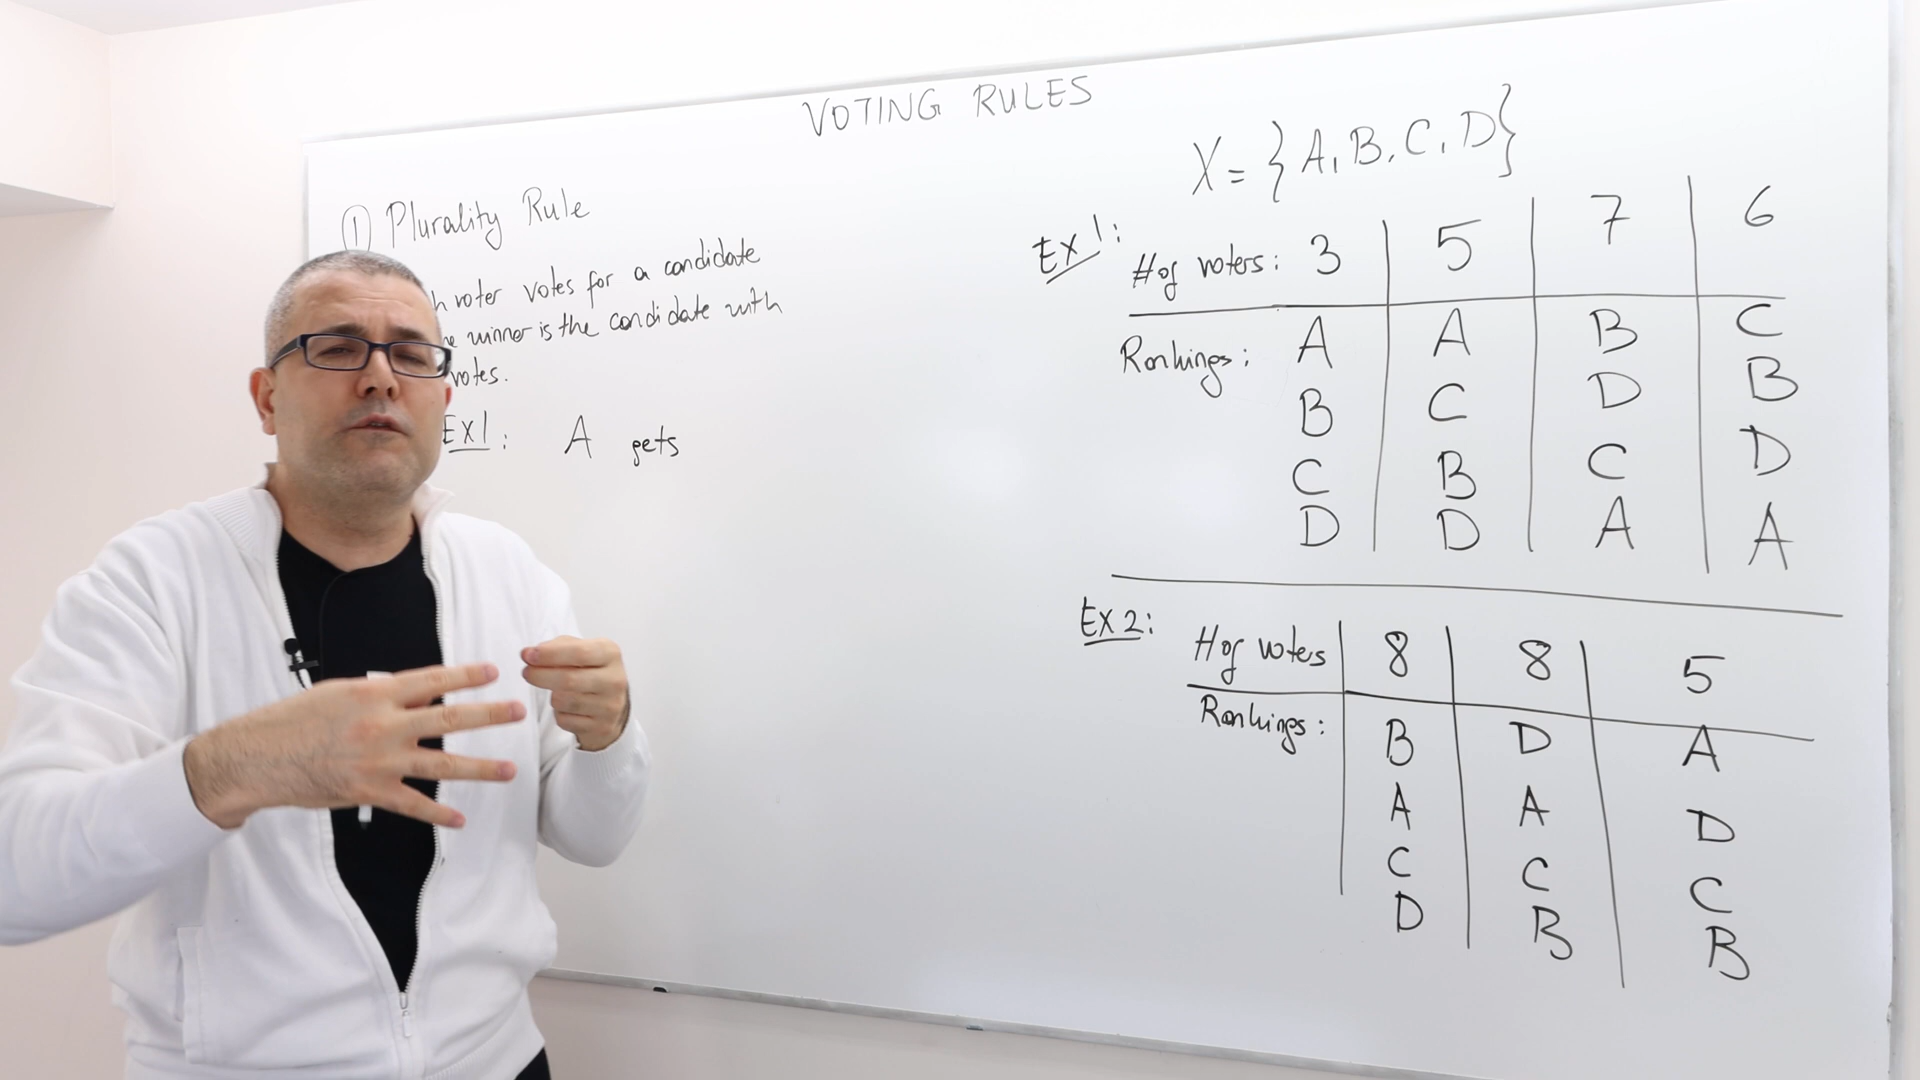 VOTING RULES
① Plurality Rule
voter votes for a candidate
winner is the candidate with
votes.
EX1: A gets
X = {A, B, C, D}
Ex 1:
# of voters: 3 5 7 6
Rankings: A A B C
B C D B
C B C D
D D A A
Ex 2:
# of voters 8 8 5
Rankings: B D A
A A D
C C C
D B B